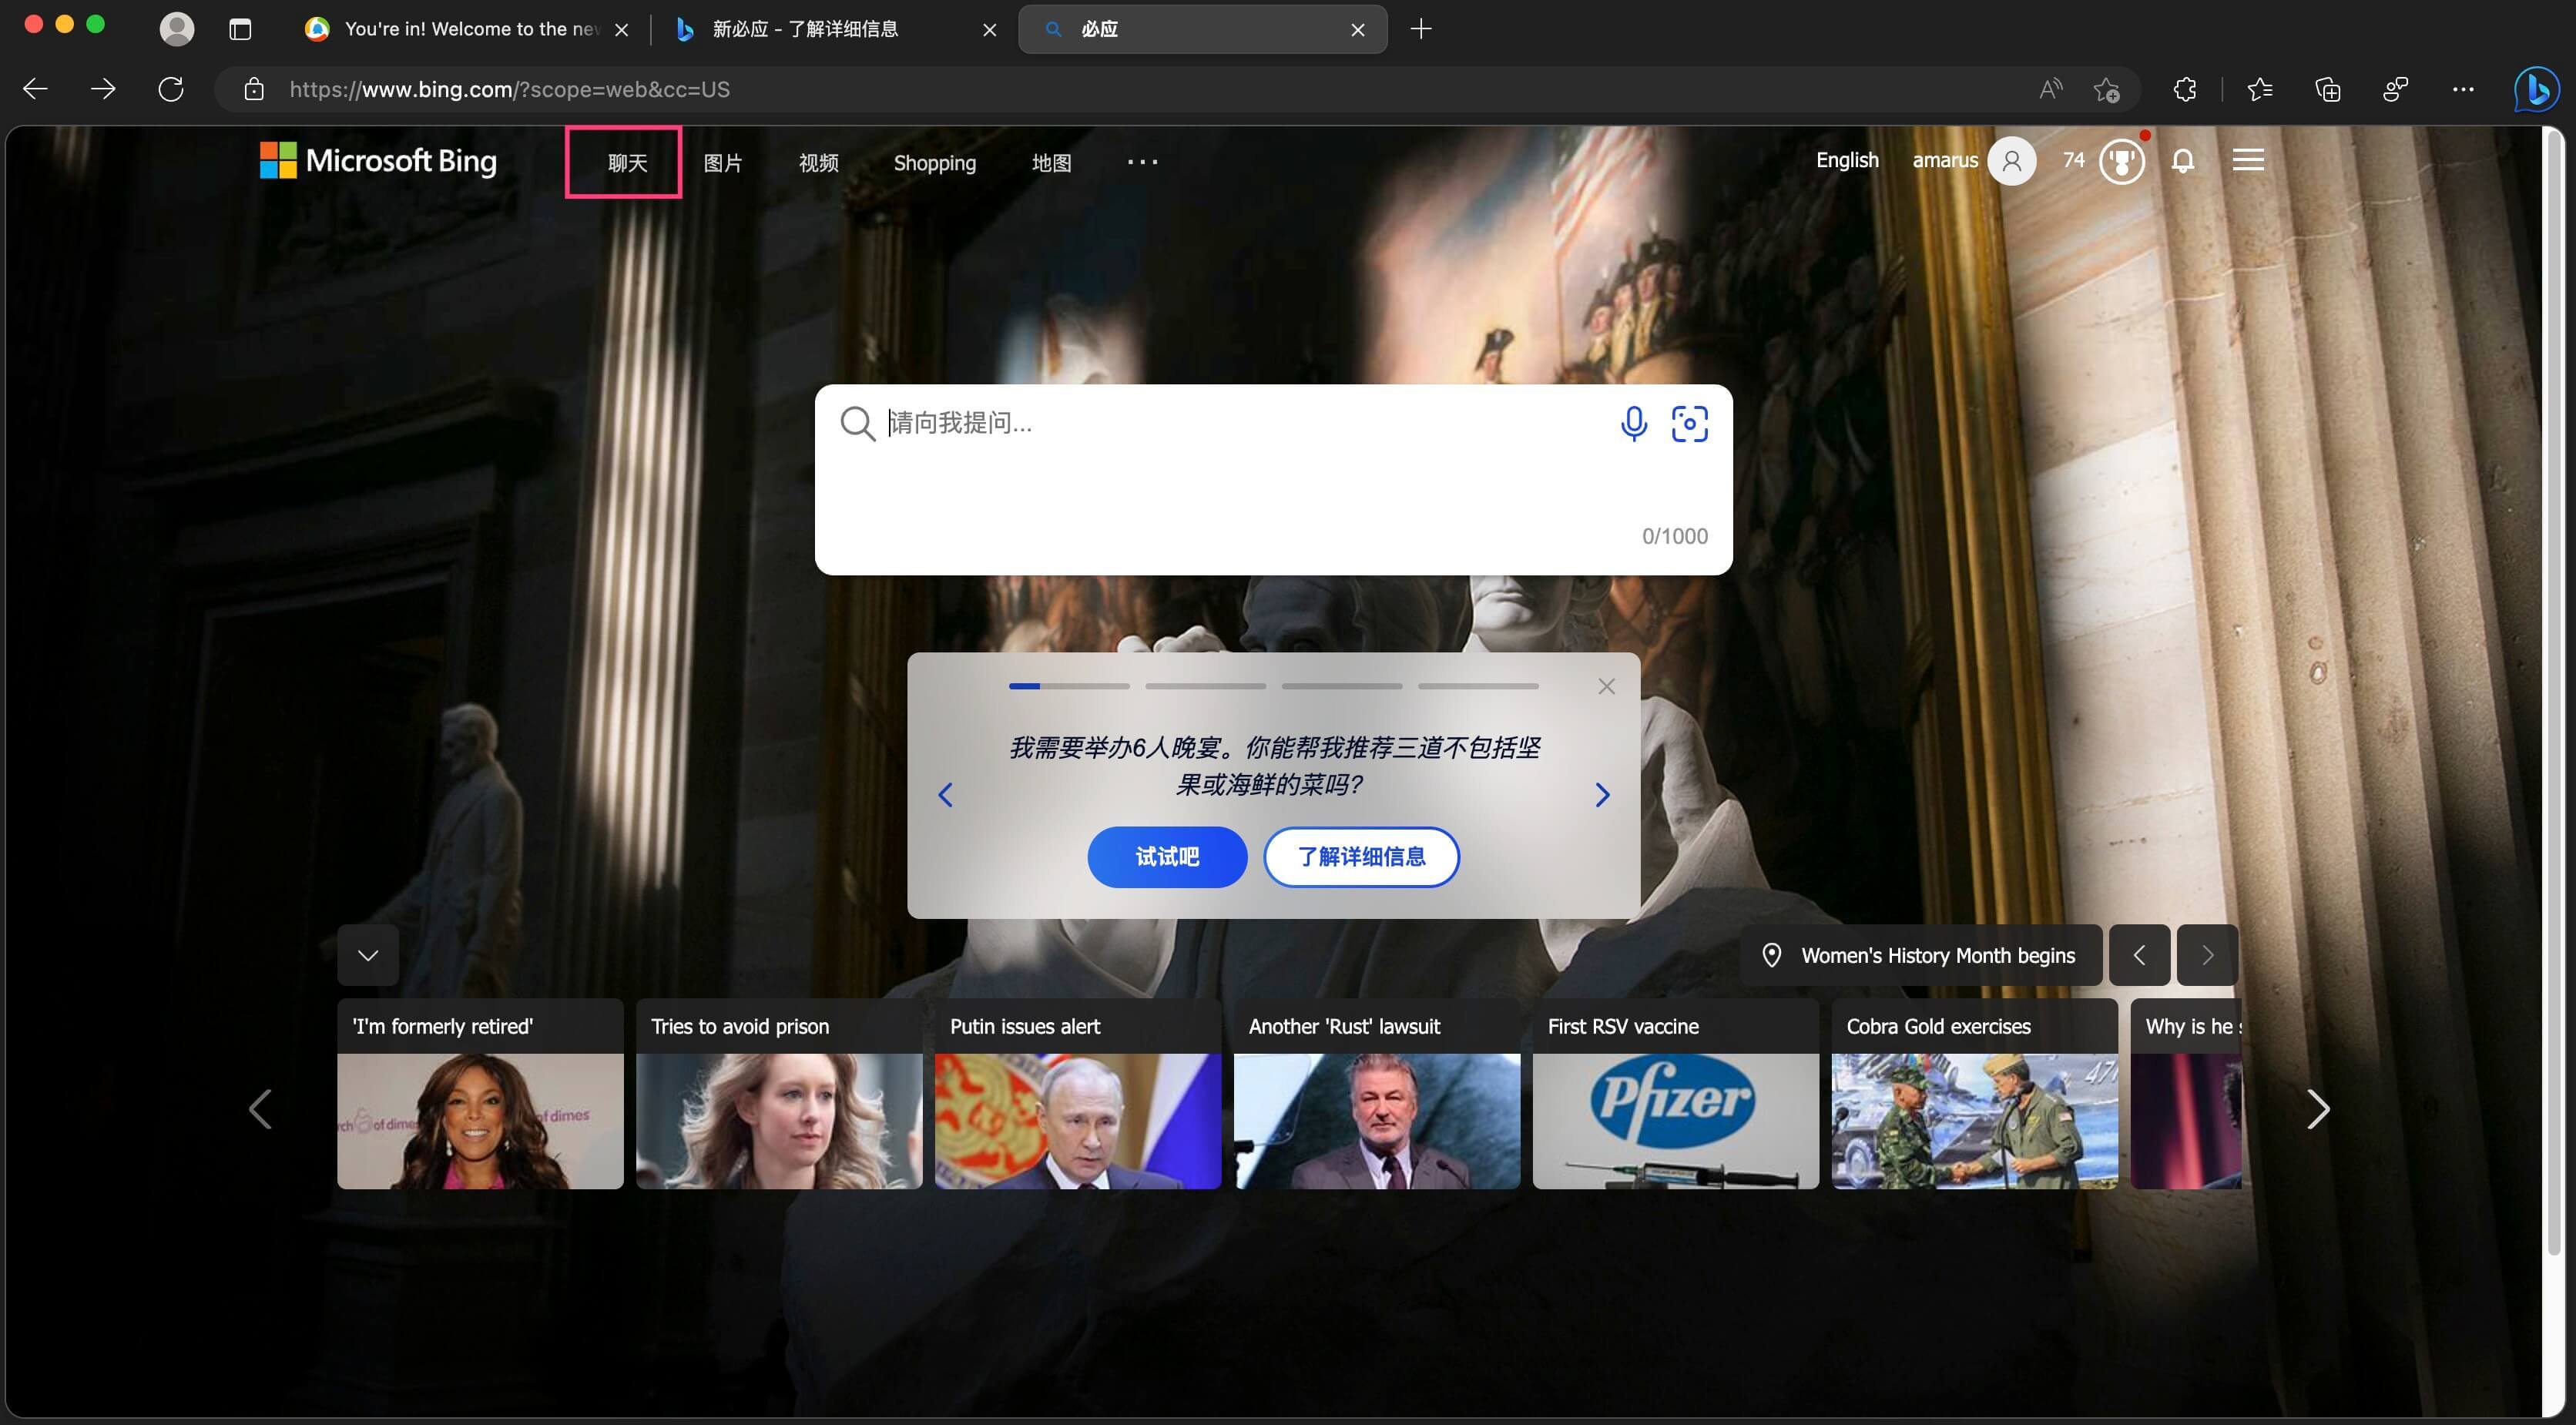 You're in! Welcome to the new
新必应 - 了解详细信息
必应
https://www.bing.com/?scope=web&cc=US
Microsoft Bing
聊天
图片
视频
Shopping
地图
English
amarus
74
请向我提问...
0/1000
我需要举办6人晚宴。你能帮我推荐三道不包括坚
果或海鲜的菜吗?
试试吧
了解详细信息
Women's History Month begins
'I'm formerly retired'
Tries to avoid prison
Putin issues alert
Another 'Rust' lawsuit
First RSV vaccine
Cobra Gold exercises
Why is he
of dimes
Pfizer